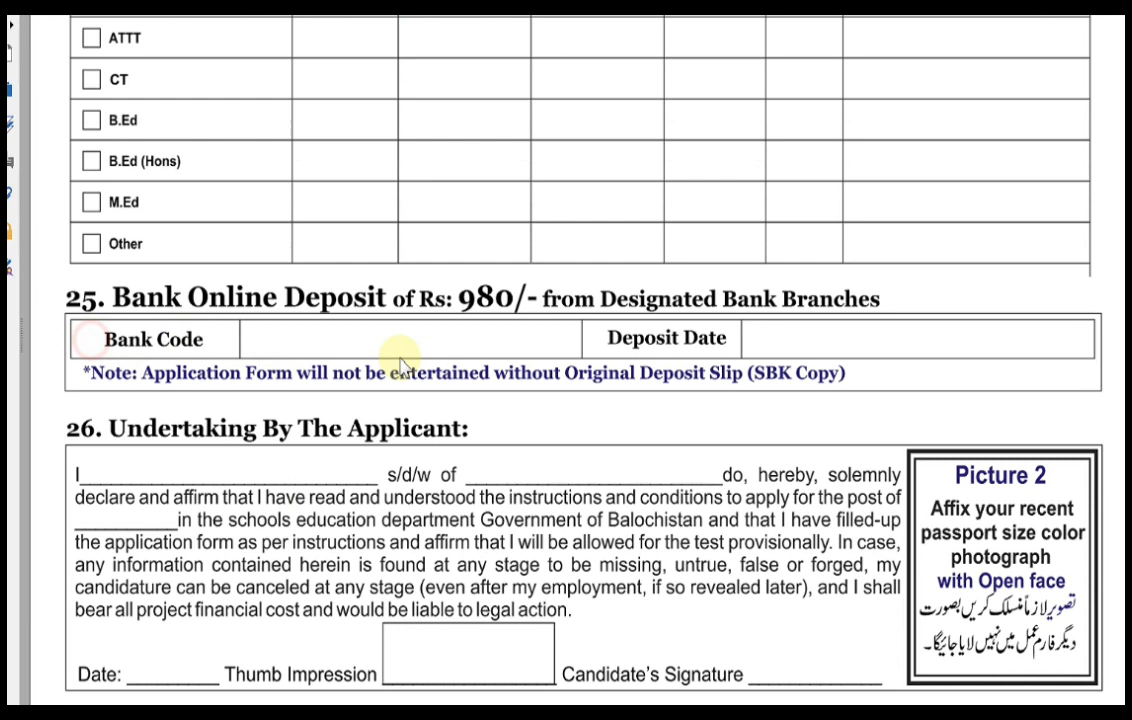 ATTT
CT
B.Ed
B.Ed (Hons)
M.Ed
Other
25. Bank Online Deposit of Rs: 980/- from Designated Bank Branches
Bank Code Deposit Date
*Note: Application Form will not be entertained without Original Deposit Slip (SBK Copy)
26. Undertaking By The Applicant:
I______________________________ s/d/w of __________________________do, hereby, solemnly
declare and affirm that I have read and understood the instructions and conditions to apply for the post of
__________in the schools education department Government of Balochistan and that I have filled-up
the application form as per instructions and affirm that I will be allowed for the test provisionally. In case,
any information contained herein is found at any stage to be missing, untrue, false or forged, my
candidature can be canceled at any stage (even after my employment, if so revealed later), and I shall
bear all project financial cost and would be liable to legal action.
Date: _________ Thumb Impression Candidate's Signature _____________
Picture 2
Affix your recent
passport size color
photograph
with Open face
تصویر لازماً منسلک کریں بصورت
دیگر فارم عمل میں نہیں لایا جائیگا۔